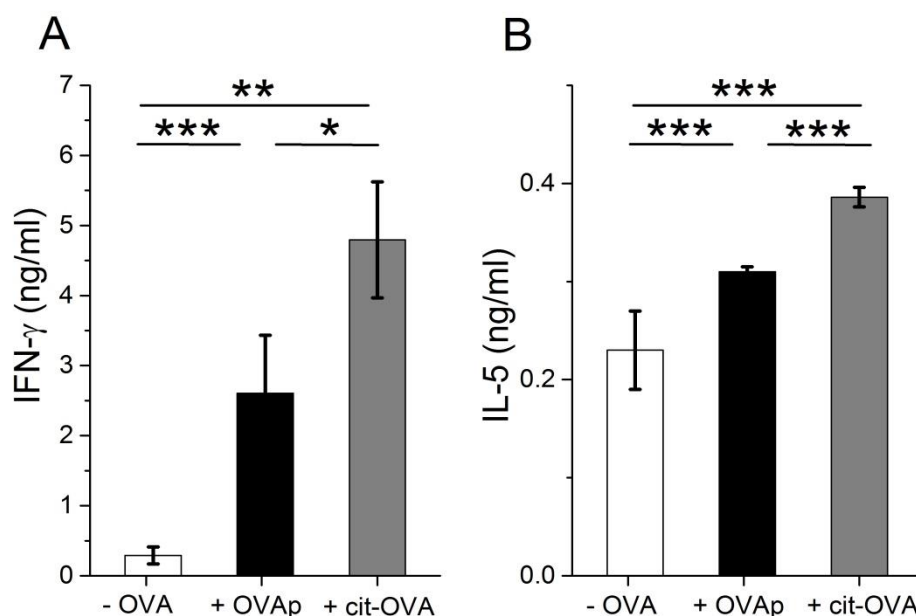 A
IFN-γ (ng/ml)
7
6
5
4
3
2
1
0
**
***
*
- OVA
+ OVAp
+ cit-OVA
B
IL-5 (ng/ml)
0.4
0.2
0.0
***
***
***
- OVA
+ OVAp
+ cit-OVA